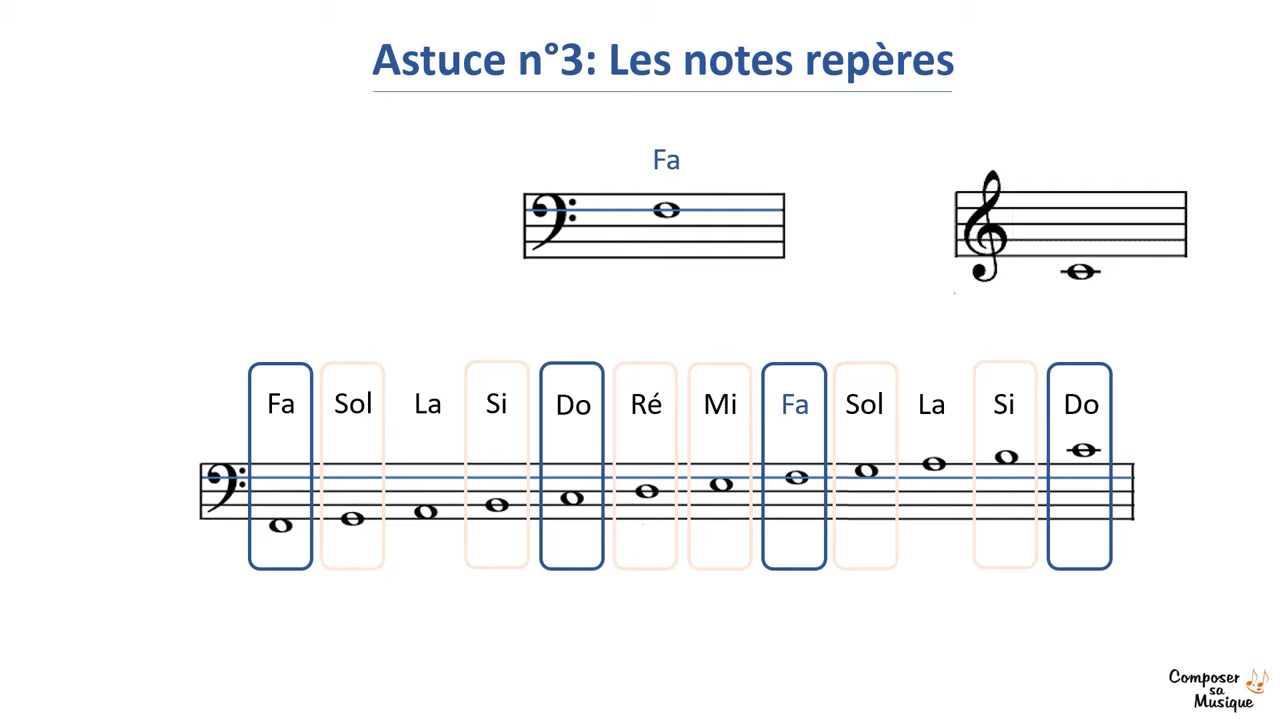 Astuce n°3: Les notes repères
Fa
Fa Sol La Si Do Ré Mi Fa Sol La Si Do
Composer
sa
Musique